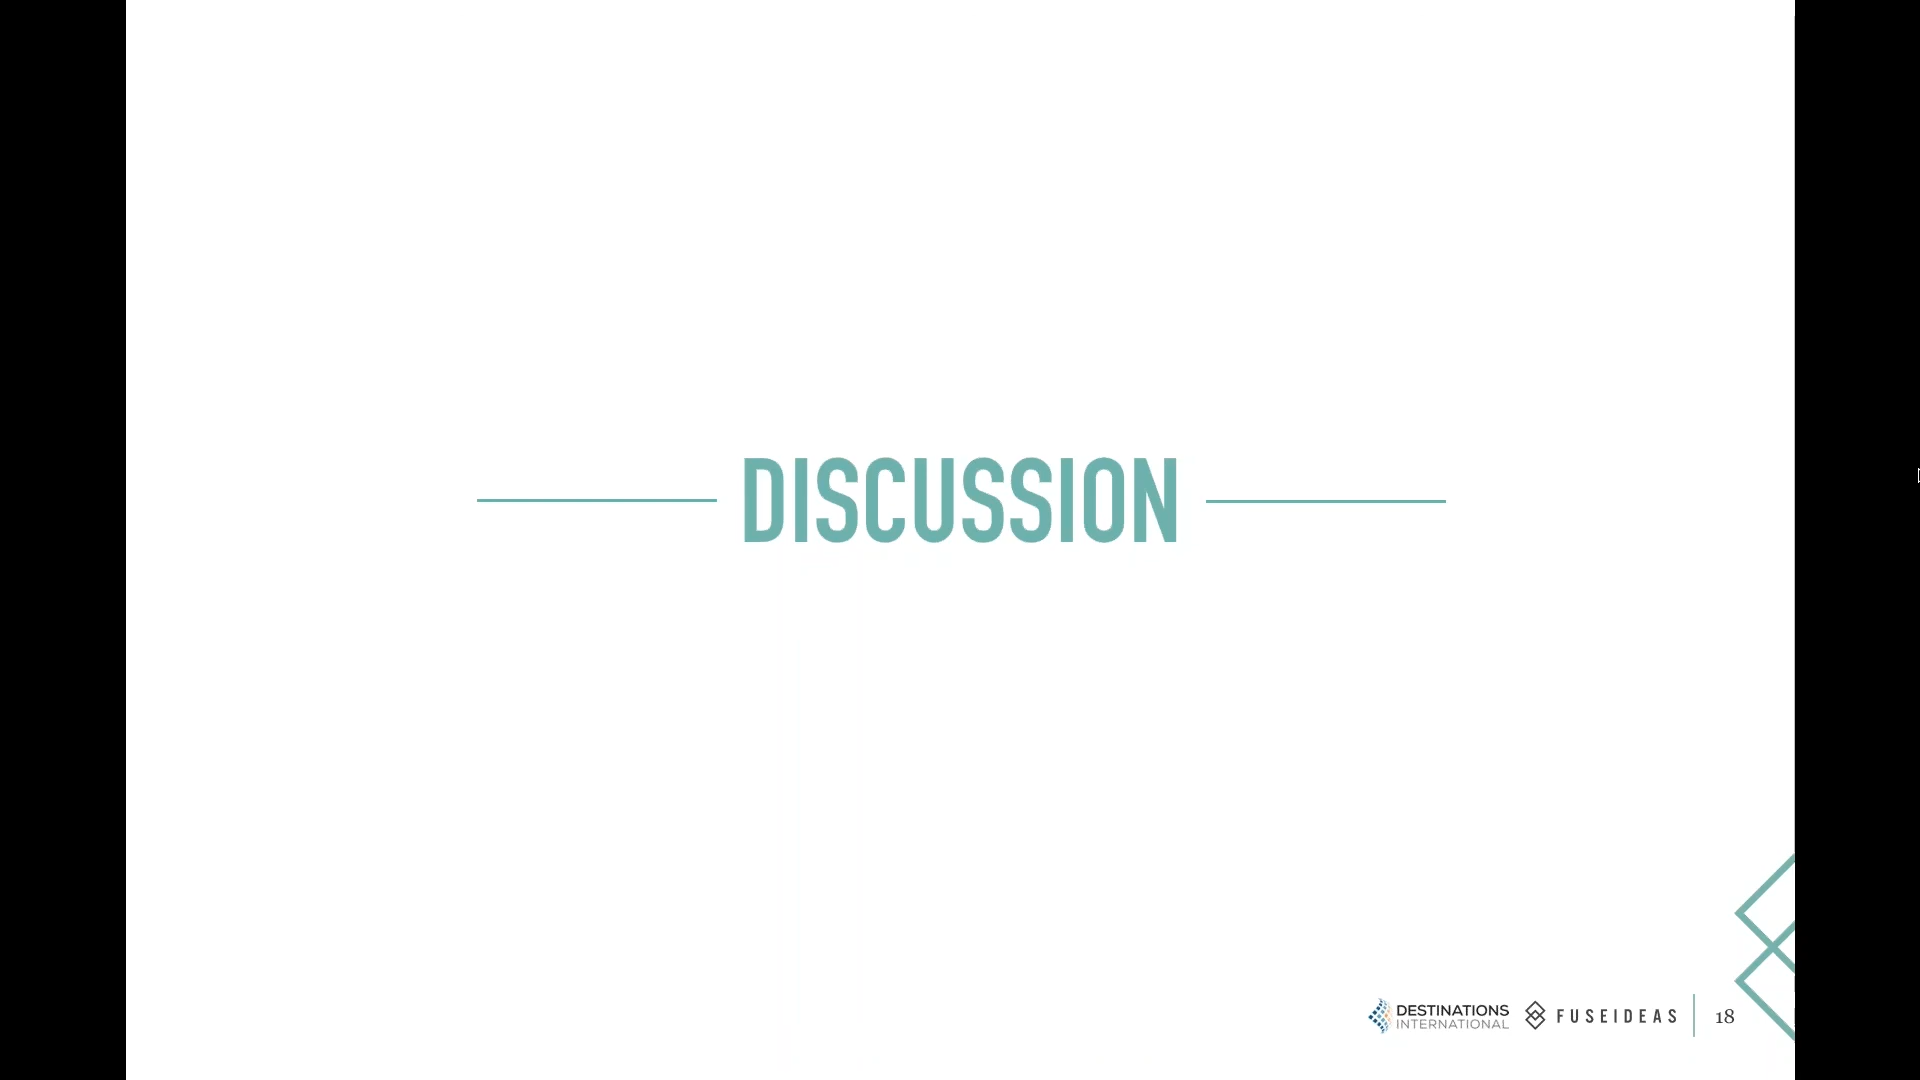 DISCUSSION
DESTINATIONS
INTERNATIONAL
FUSEIDEAS
18